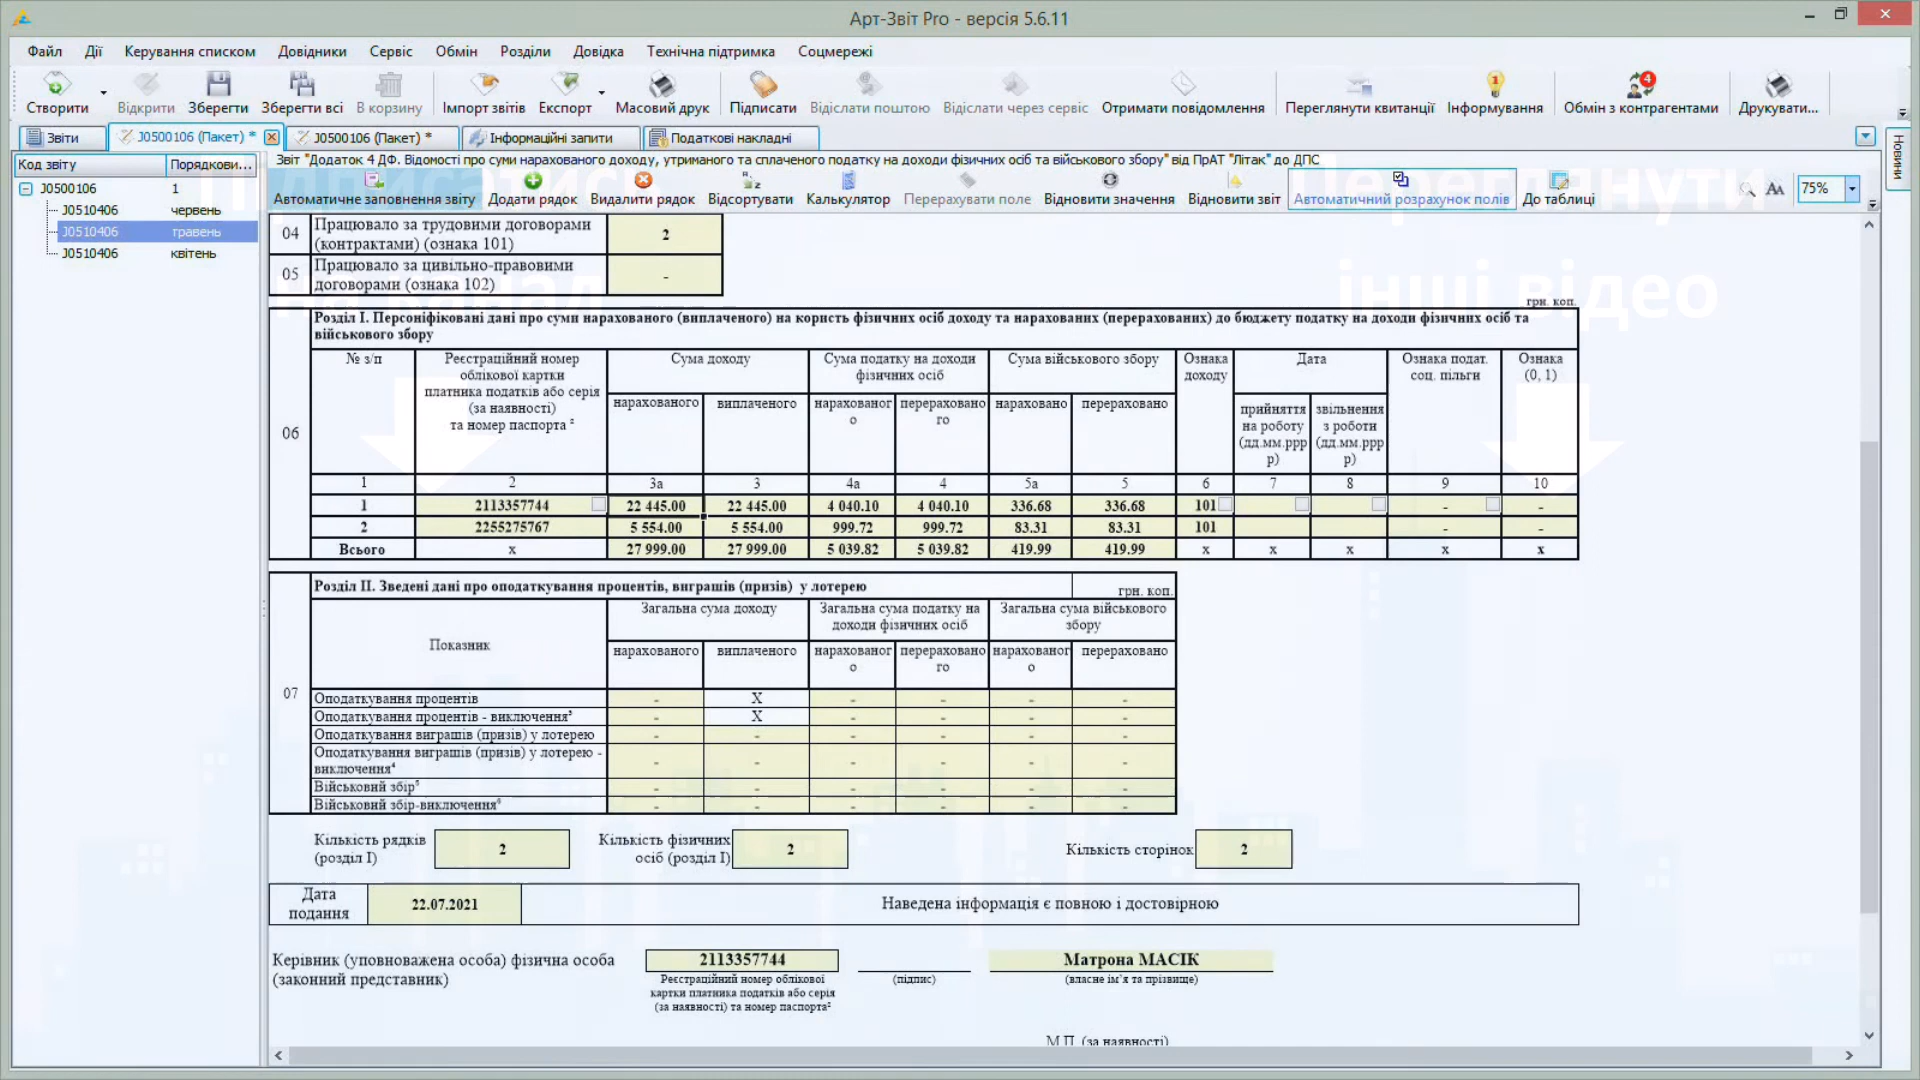 Арт-Звіт Pro - версія 5.6.11
Файл Дії Керування списком Довідники Сервіс Обмін Розділи Довідка Технічна підтримка Соцмережі
Створити Відкрити Зберегти Зберегти всі В корзину Імпорт звітів Експорт Масовий друк Підписати Відіслати поштою Відіслати через сервіс Отримати повідомлення Переглянути квитанції Інформування 4 Обмін з контрагентами Друкувати...
Звіти J0500106 (Пакет) * J0500106 (Пакет) * Інформаційні запити Податкові накладні
Новини
Код звіту Порядкови...
J0500106 1
J0510406 червень
J0510406 травень
J0510406 квітень
Звіт "Додаток 4 ДФ. Відомості про суми нарахованого доходу, утриманого та сплаченого податку на доходи фізичних осіб та військового збору" від ПрАТ "Літак" до ДПС
Автоматичне заповнення звіту Додати рядок Видалити рядок Відсортувати Калькулятор Перерахувати поле Відновити значення Відновити звіт Автоматичний розрахунок полів До таблиці 75%
Підписатись
на канал
Переглянути
інші відео
04 Працювало за трудовими договорами (контрактами) (ознака 101) 2
05 Працювало за цивільно-правовими договорами (ознака 102) -
грн. коп.
06
Розділ I. Персоніфіковані дані про суми нарахованого (виплаченого) на користь фізичних осіб доходу та нарахованих (перерахованих) до бюджету податку на доходи фізичних осіб та
військового збору
№ з/п Реєстраційний номер облікової картки платника податків або серія (за наявності) та номер паспорта ² Сума доходу Сума податку на доходи фізичних осіб Сума військового збору Ознака доходу Дата Ознака подат. соц. пільги Ознака (0, 1)
нарахованого виплаченого нарахованого перерахованого нараховано перераховано прийняття на роботу (дд.мм.рррр) звільнення з роботи (дд.мм.рррр)
1 2 3а 3 4а 4 5а 5 6 7 8 9 10
1 2113357744 22 445.00 22 445.00 4 040.10 4 040.10 336.68 336.68 101 - -
2 2255275767 5 554.00 5 554.00 999.72 999.72 83.31 83.31 101 - -
Всього х 27 999.00 27 999.00 5 039.82 5 039.82 419.99 419.99 х х х х х
07
Розділ II. Зведені дані про оподаткування процентів, виграшів (призів) у лотерею грн. коп.
Показник Загальна сума доходу Загальна сума податку на доходи фізичних осіб Загальна сума військового збору
нарахованого виплаченого нарахованого перерахованого нарахованого перераховано
Оподаткування процентів - Х - - - -
Оподаткування процентів - виключення³ - Х - - - -
Оподаткування виграшів (призів) у лотерею - - - - - -
Оподаткування виграшів (призів) у лотерею - виключення⁴ - - - - - -
Військовий збір⁵ - - - - - -
Військовий збір-виключення⁶ - - - - - -
Кількість рядків (розділ I) 2 Кількість фізичних осіб (розділ I) 2 Кількість сторінок 2
Дата подання 22.07.2021 Наведена інформація є повною і достовірною
Керівник (уповноважена особа) фізична особа 2113357744 Матрона МАСІК
(законний представник) Реєстраційний номер облікової (підпис) (власне ім'я та прізвище)
картки платника податків або серія
(за наявності) та номер паспорта²
М.П. (за наявності)